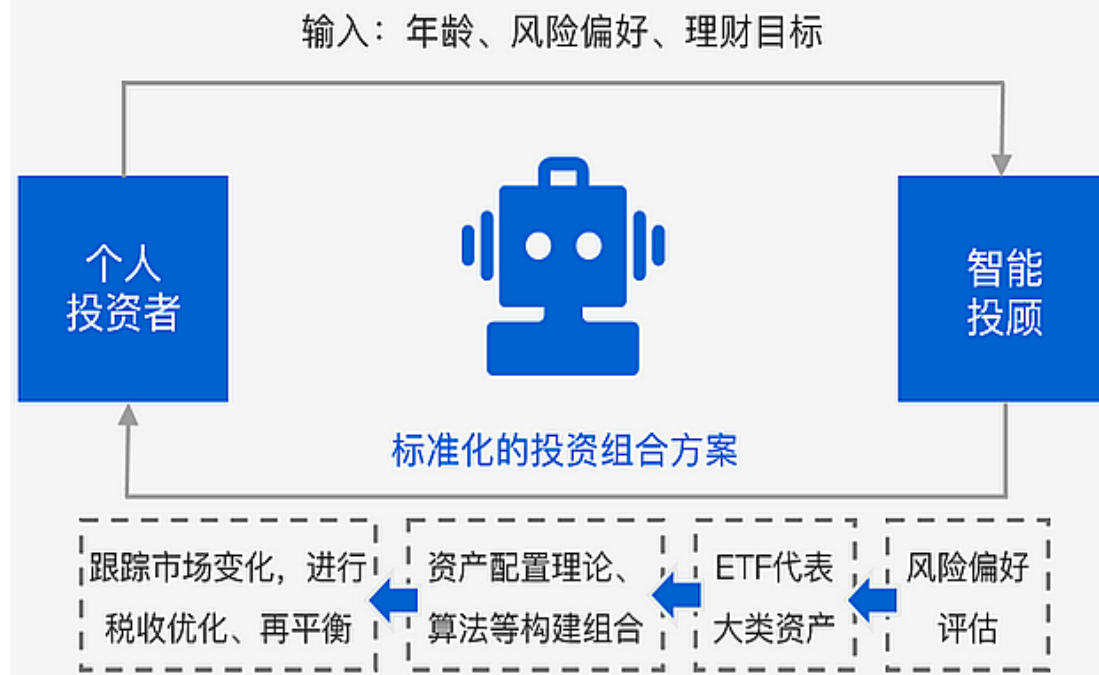 输入：年龄、风险偏好、理财目标
个人
投资者
智能
投顾
标准化的投资组合方案
跟踪市场变化，进行
税收优化、再平衡
资产配置理论、
算法等构建组合
ETF代表
大类资产
风险偏好
评估